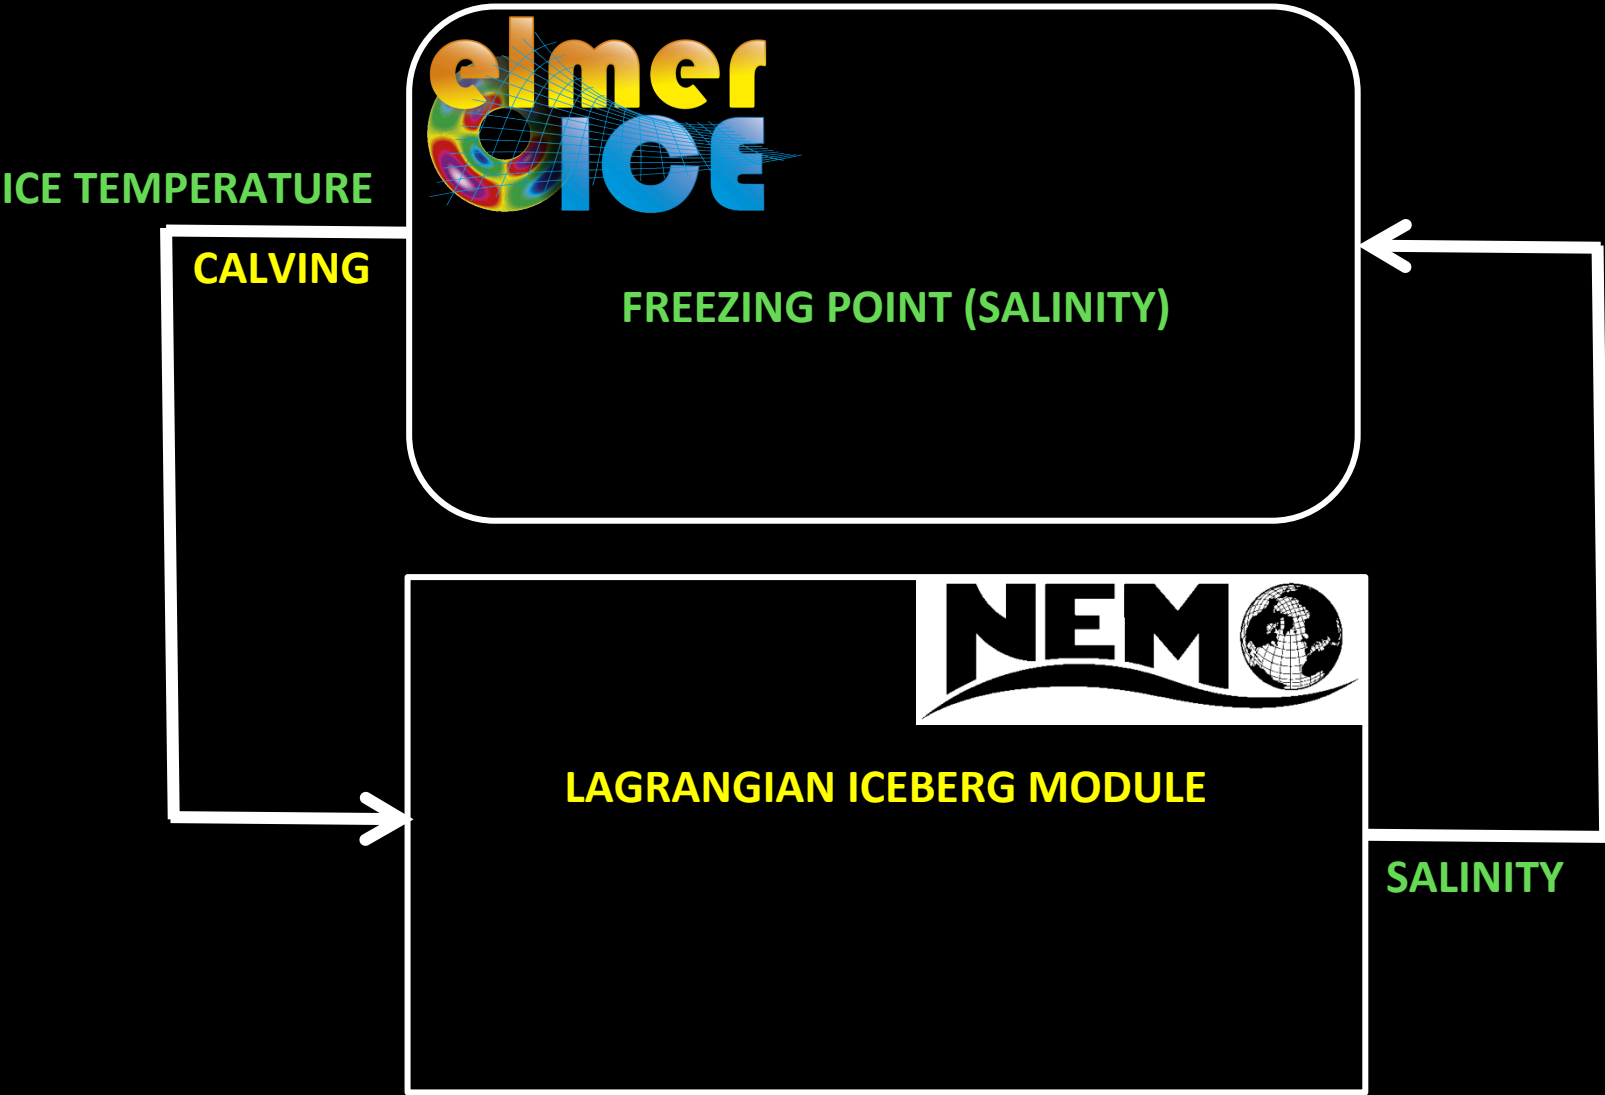 elmer
ICE
ICE TEMPERATURE
CALVING
FREEZING POINT (SALINITY)
NEMO
LAGRANGIAN ICEBERG MODULE
SALINITY